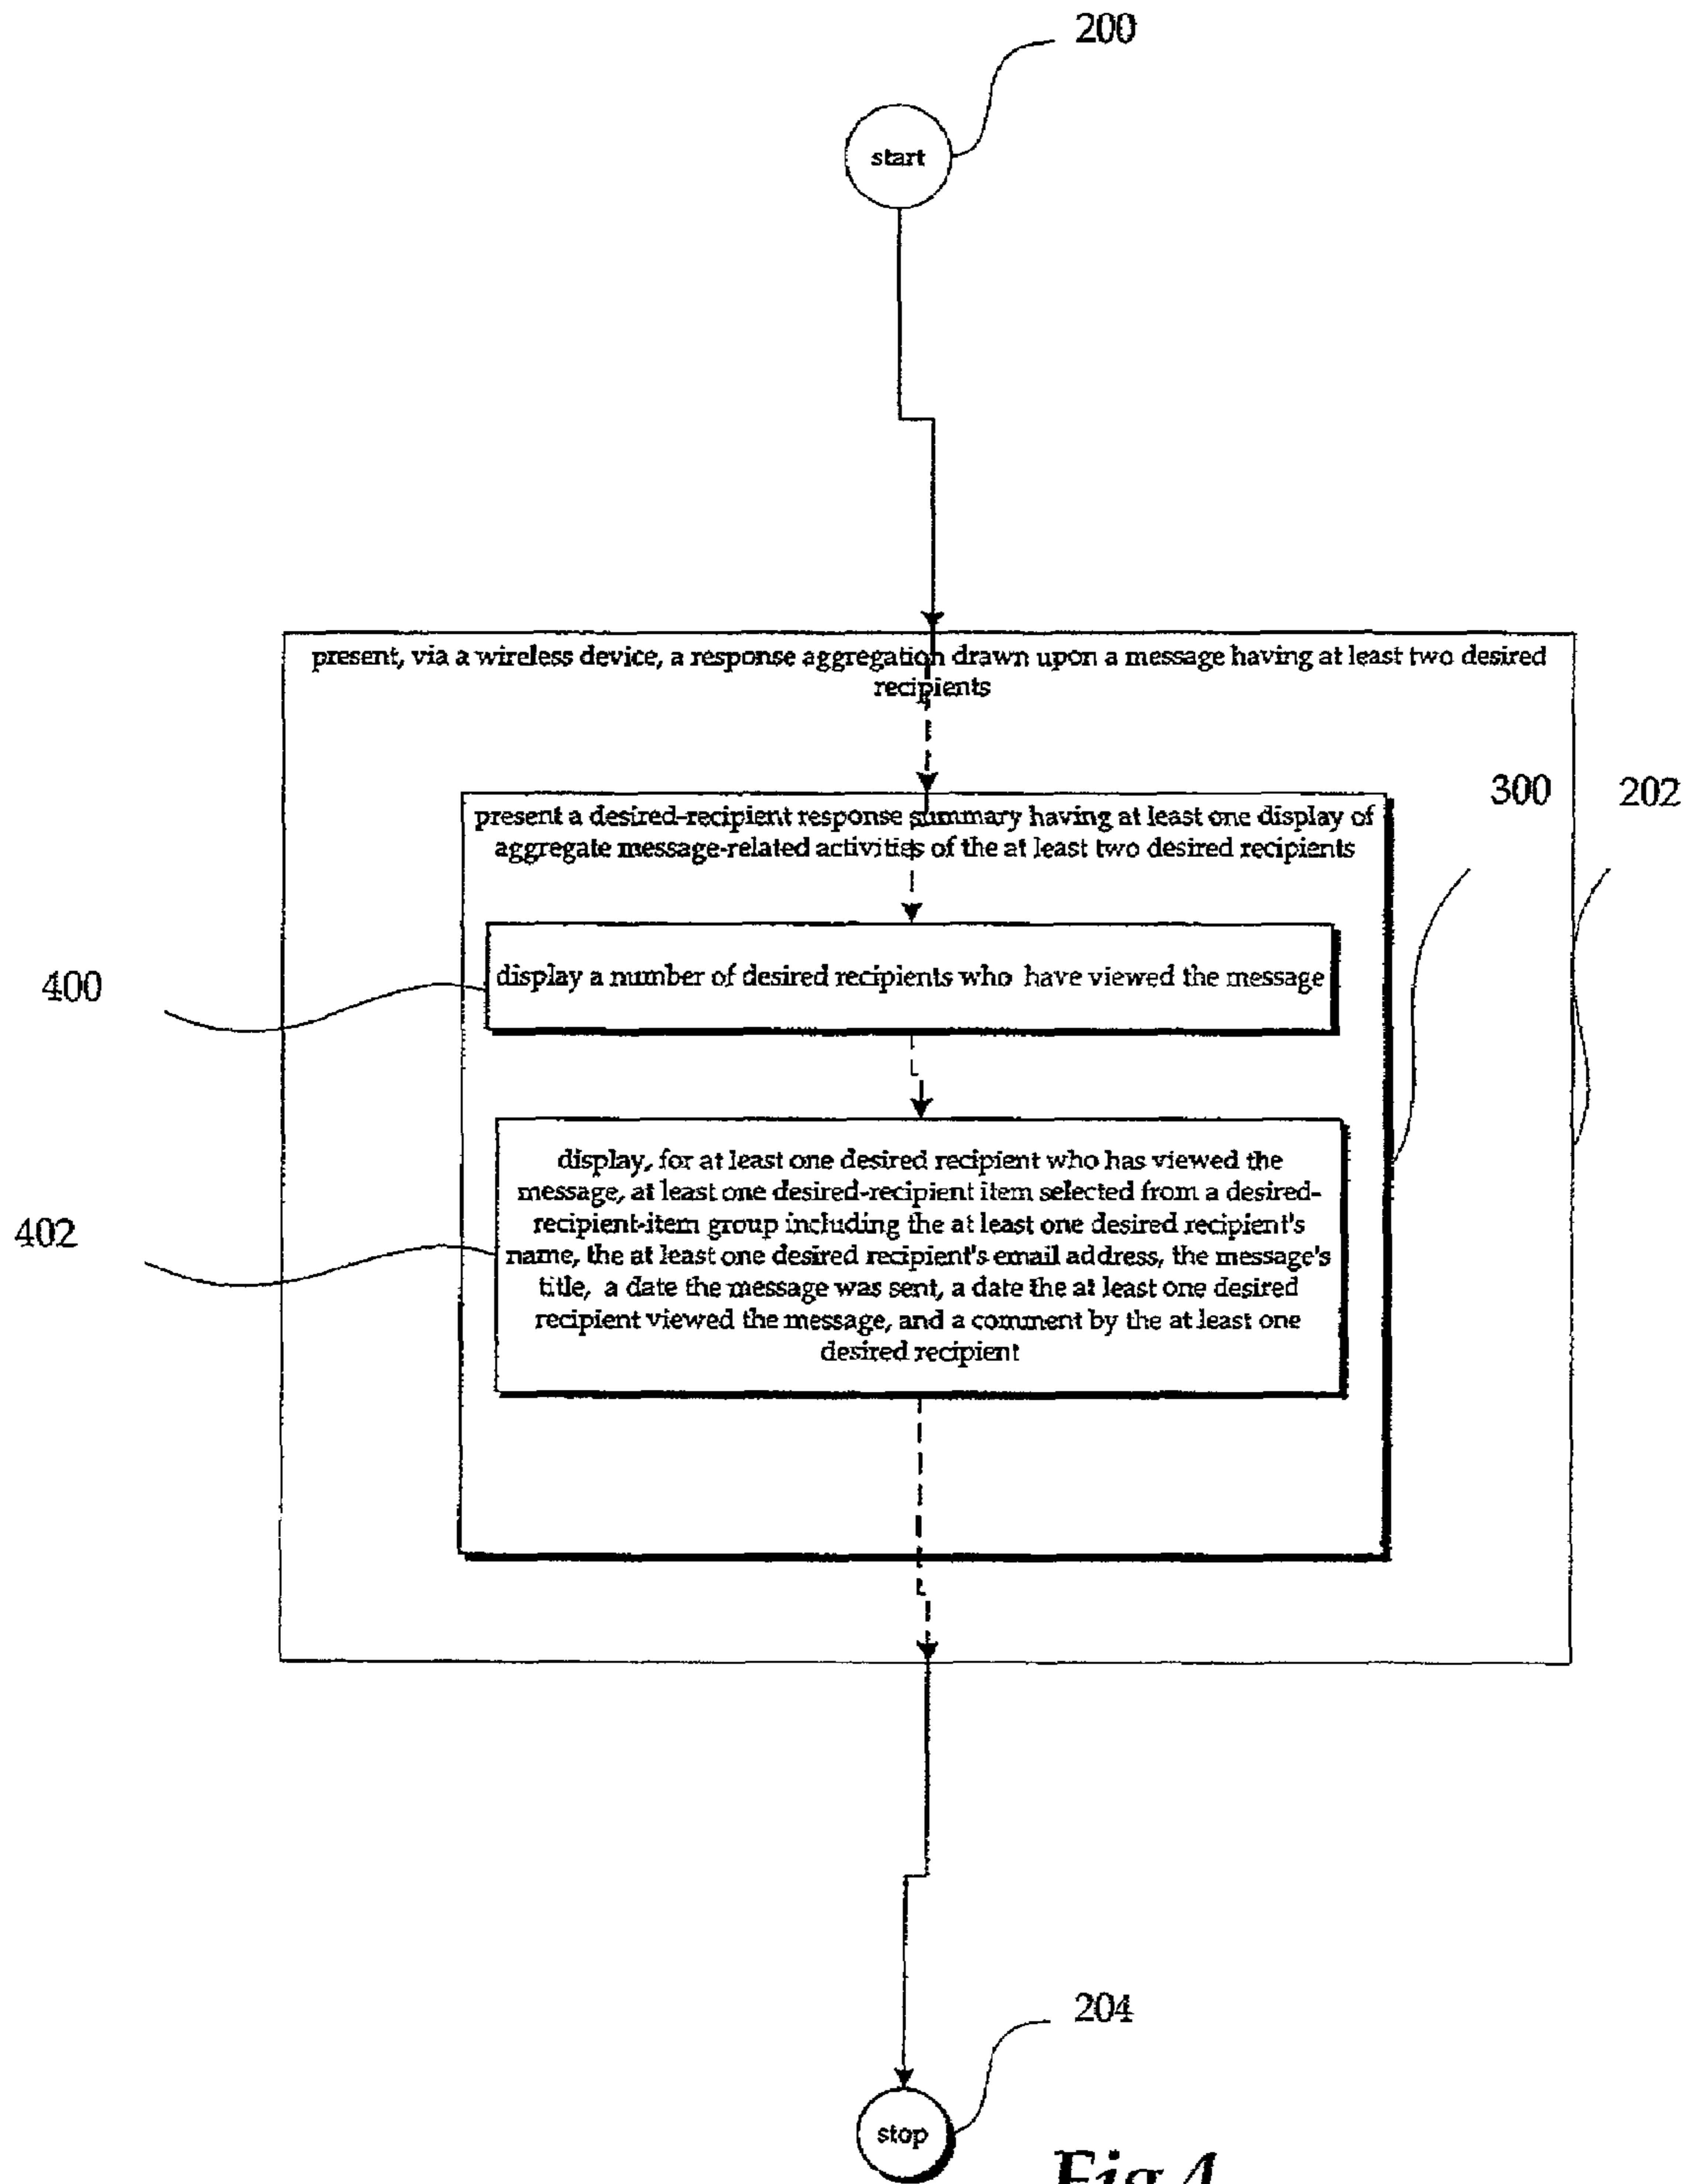 200
start
present, via a wireless device, a response aggregation drawn upon a message having at least two desired
recipients
300
202
present a desired-recipient response summary having at least one display of
aggregate message-related activities of the at least two desired recipients
400
display a number of desired recipients who have viewed the message
402
display, for at least one desired recipient who has viewed the
message, at least one desired-recipient item selected from a desired-
recipient-item group including the at least one desired recipient's
name, the at least one desired recipient's email address, the message's
title, a date the message was sent, a date the at least one desired
recipient viewed the message, and a comment by the at least one
desired recipient
204
stop
Fig 4